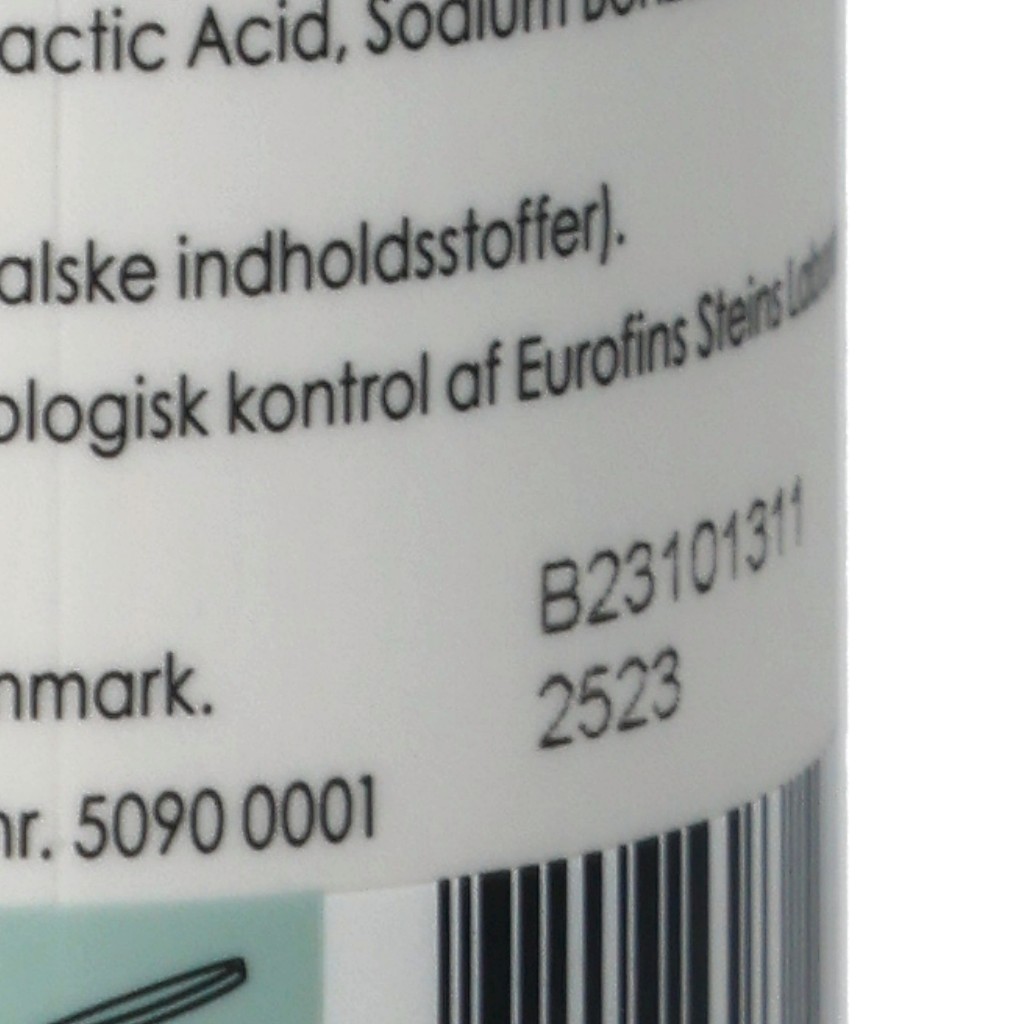 actic Acid, Sodium
alske indholdsstoffer).
ologisk kontrol af Eurofins Steins
B23101311
2523
nmark.
nr. 5090 0001